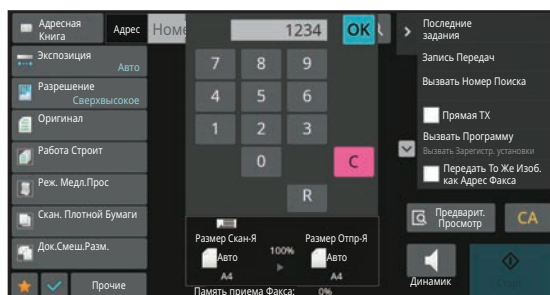 Адресная
Книга
Адрес
Номе
1234
OK
Последние
задания
Экспозиция
Авто
7 8 9
Запись Передач
Разрешение
Сверхвысокое
4 5 6
Вызвать Номер Поиска
Оригинал
1 2 3
Прямая TX
Работа Строит
Вызвать Программу
Вызвать Зарегистр. установки
0
C
Реж. Медл.Прос
Передать То Же Изоб.
как Адрес Факса
R
Скан. Плотной Бумаги
Предварит.
Просмотр
CA
Размер Скан-Я
100%
Размер Отпр-Я
Док.Смеш.Разм.
Авто
Авто
A4
A4
Прочие
Память приема Факса: 0%
Динамик